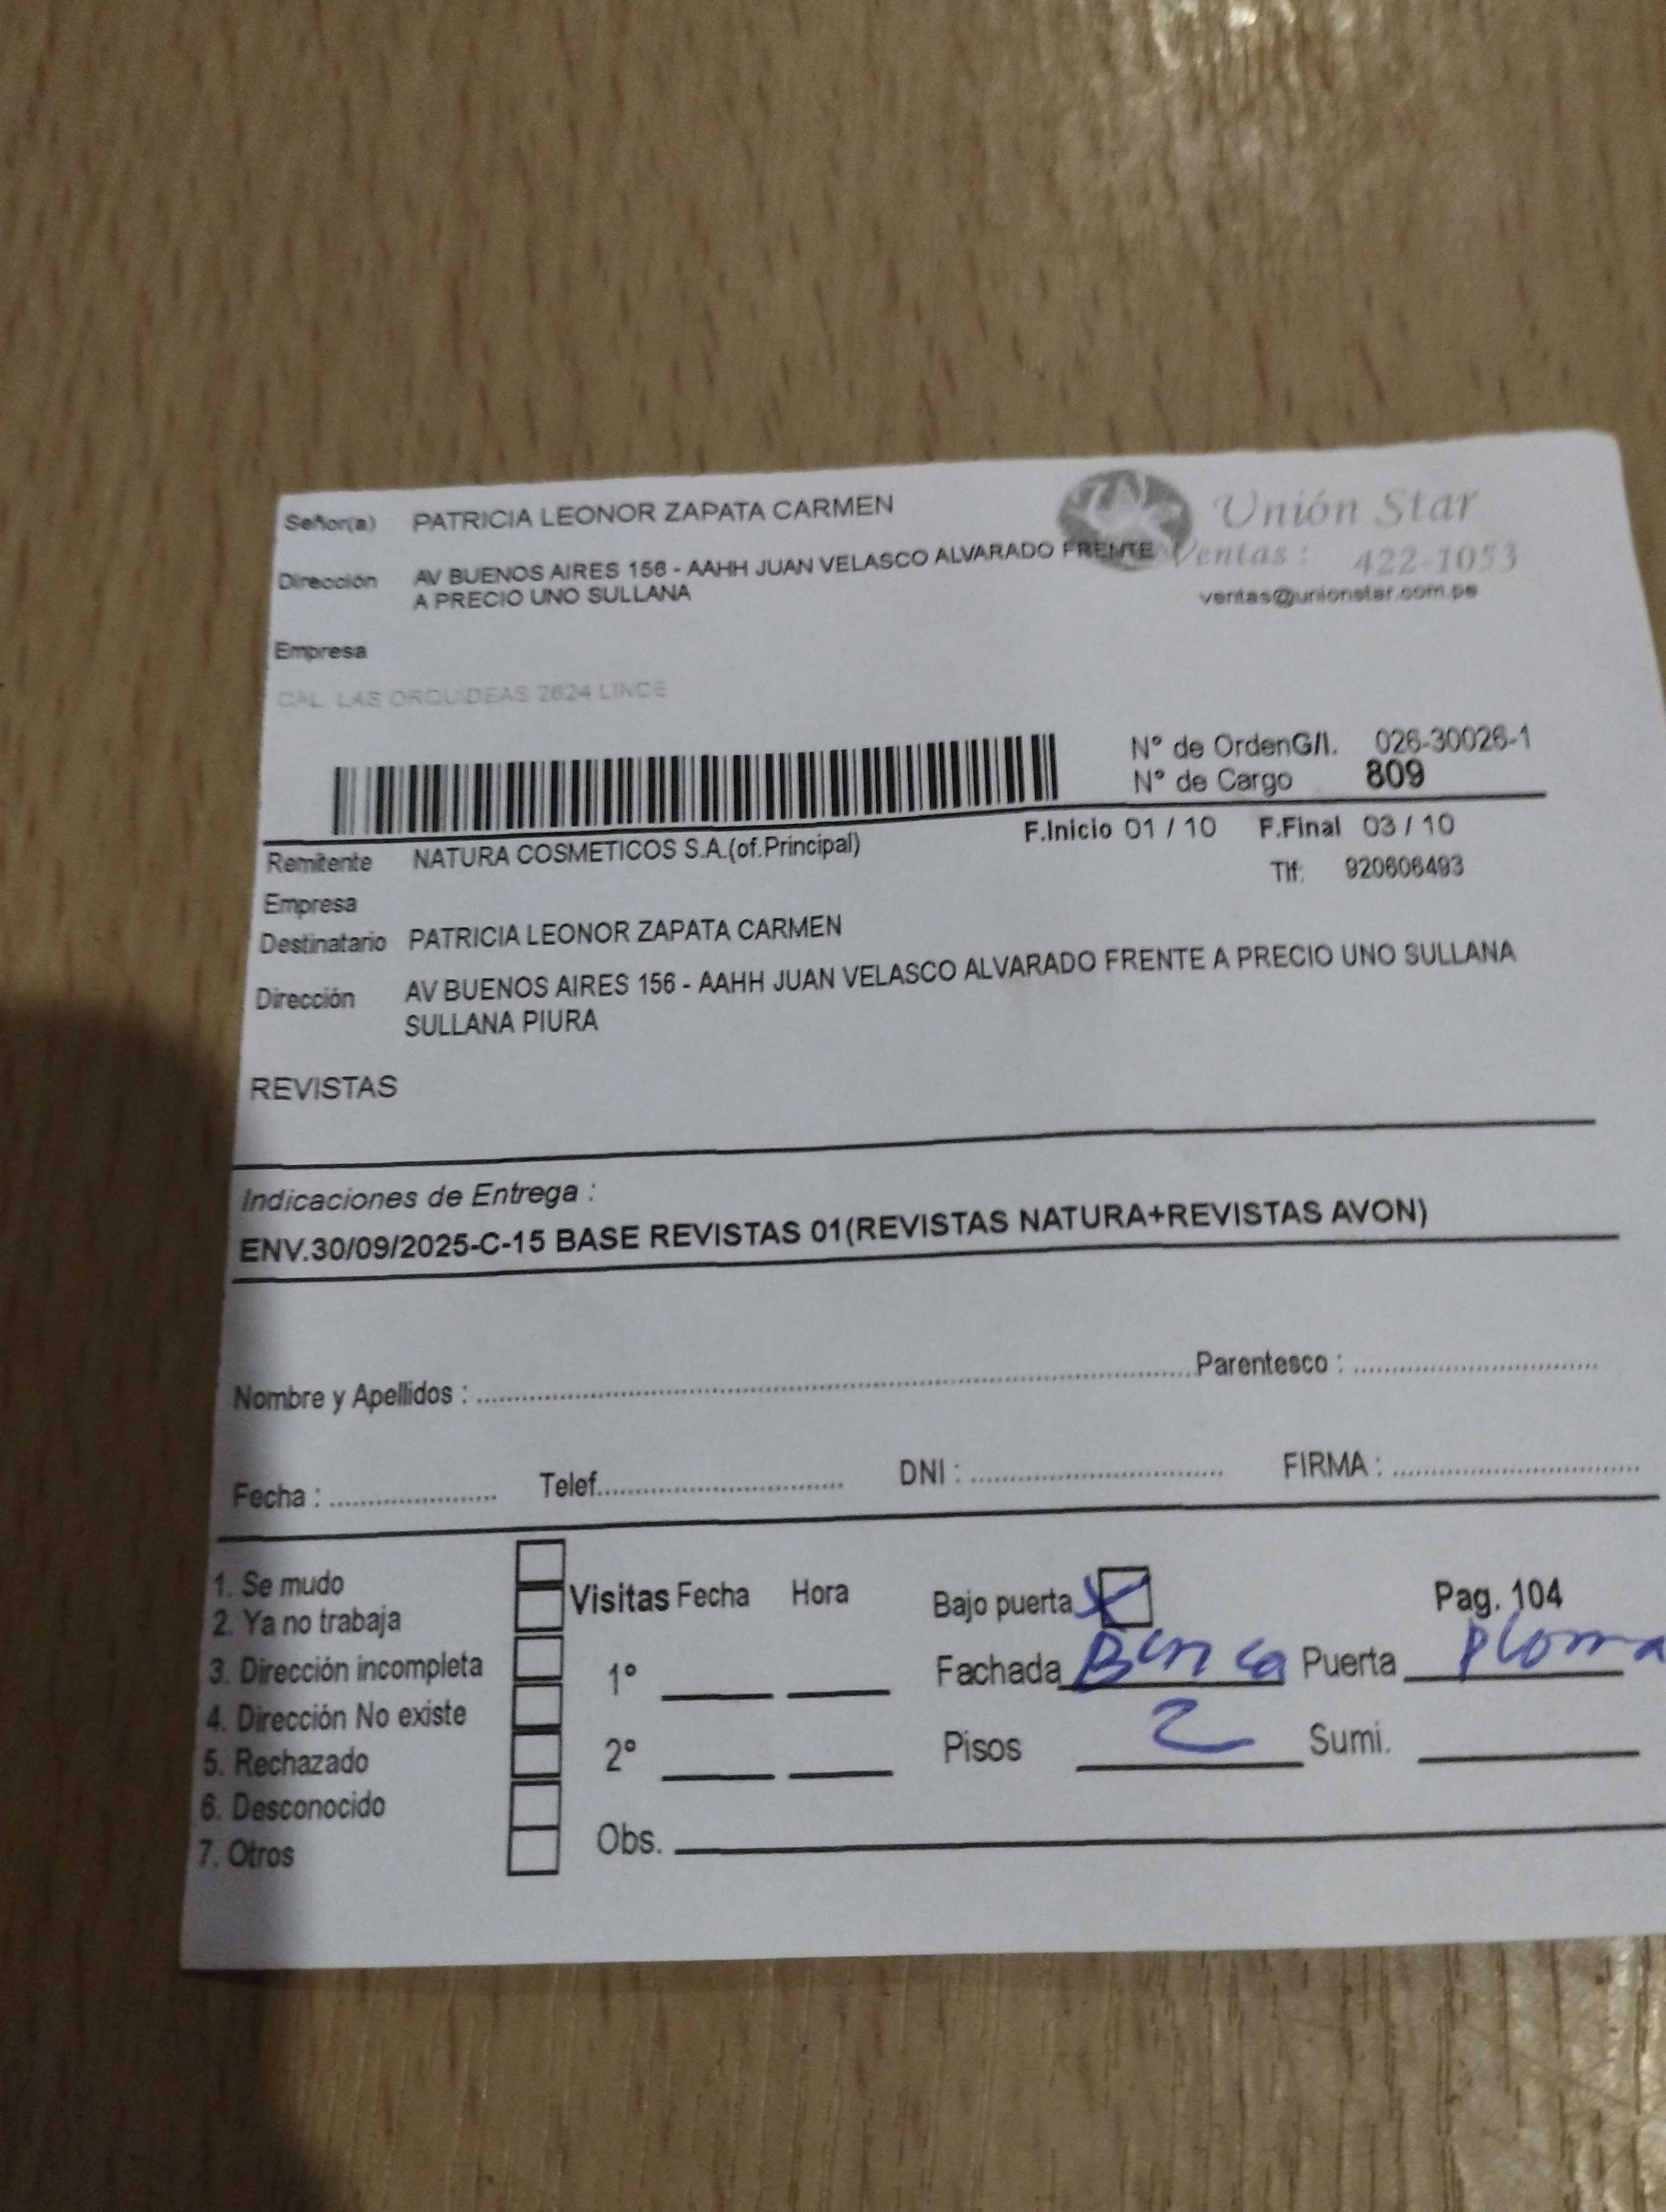 Señor(a) PATRICIA LEONOR ZAPATA CARMEN
Unión Star
Dirección AV BUENOS AIRES 156 - AAHH JUAN VELASCO ALVARADO FRENTE
A PRECIO UNO SULLANA
Ventas : 422-1053
ventas@unionstar.com.pe
Empresa
CAL. LAS ORQUIDEAS 2624 LINCE
N° de OrdenG/I. 026-30026-1
N° de Cargo 809
F.Inicio 01 / 10 F.Final 03 / 10
Remitente NATURA COSMETICOS S.A.(of.Principal)
Tlf: 920606493
Empresa
Destinatario PATRICIA LEONOR ZAPATA CARMEN
Dirección AV BUENOS AIRES 156 - AAHH JUAN VELASCO ALVARADO FRENTE A PRECIO UNO SULLANA
SULLANA PIURA
REVISTAS
Indicaciones de Entrega :
ENV.30/09/2025-C-15 BASE REVISTAS 01(REVISTAS NATURA+REVISTAS AVON)
Nombre y Apellidos : Parentesco :
Fecha : Telef. DNI : FIRMA :
1. Se mudo
2. Ya no trabaja
3. Dirección incompleta
4. Dirección No existe
5. Rechazado
6. Desconocido
7. Otros
Visitas Fecha Hora
1°
2°
Obs.
Bajo puerta X Pag. 104
Fachada Puerta Ploma
Pisos 2 Sumi.